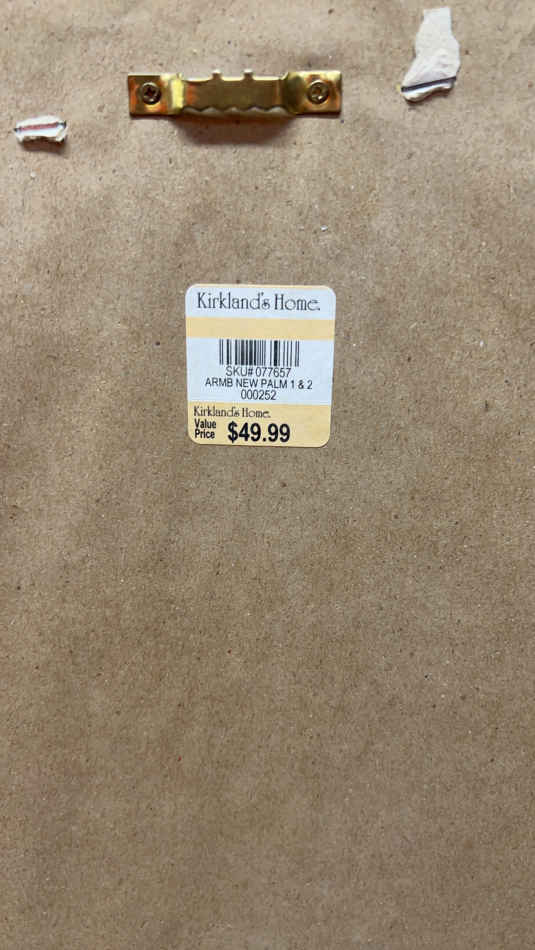 Kirkland's Home.
SKU# 077657
ARMB NEW PALM 1 & 2
000252
Kirkland's Home.
Value
Price $49.99